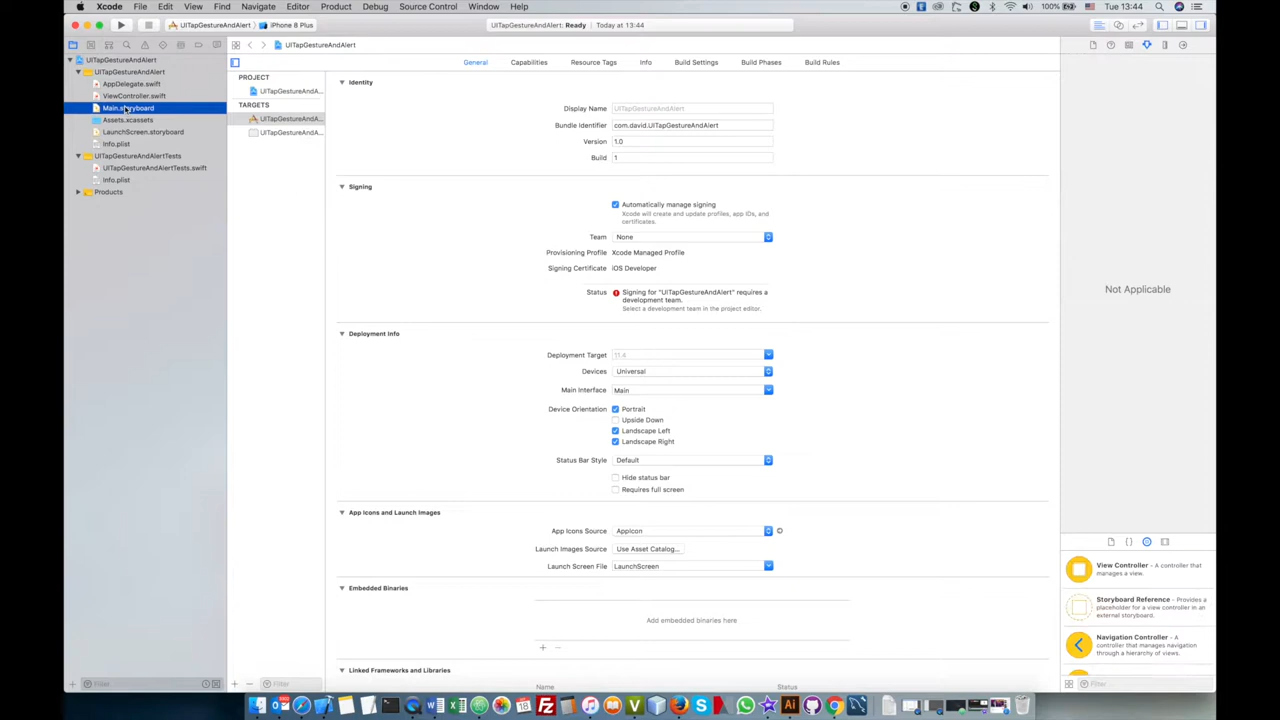 Xcode File Edit View Find Navigate Editor Product Debug Source Control Window Help 100% Tue 13:44
UITapGestureAndAlert iPhone 8 Plus UITapGestureAndAlert: Ready Today at 13:44
UITapGestureAndAlert
UITapGestureAndAlert
AppDelegate.swift
ViewController.swift
Main.storyboard
Assets.xcassets
LaunchScreen.storyboard
Info.plist
UITapGestureAndAlertTests
UITapGestureAndAlertTests.swift
Info.plist
Products
Filter
UITapGestureAndAlert
General Capabilities Resource Tags Info Build Settings Build Phases Build Rules
PROJECT
UITapGestureAndA...
TARGETS
UITapGestureAndA...
UITapGestureAndA...
Filter
Identity
Display Name UITapGestureAndAlert
Bundle Identifier com.david.UITapGestureAndAlert
Version 1.0
Build 1
Signing
Automatically manage signing
Xcode will create and update profiles, app IDs, and
certificates.
Team None
Provisioning Profile Xcode Managed Profile
Signing Certificate iOS Developer
Status Signing for "UITapGestureAndAlert" requires a
development team.
Select a development team in the project editor.
Deployment Info
Deployment Target 11.4
Devices Universal
Main Interface Main
Device Orientation Portrait
Upside Down
Landscape Left
Landscape Right
Status Bar Style Default
Hide status bar
Requires full screen
App Icons and Launch Images
App Icons Source AppIcon
Launch Images Source Use Asset Catalog...
Launch Screen File LaunchScreen
Embedded Binaries
Add embedded binaries here
Linked Frameworks and Libraries
Name Status
Not Applicable
View Controller - A controller that
manages a view.
Storyboard Reference - Provides a
placeholder for a view controller in an
external storyboard.
Navigation Controller - A
controller that manages navigation
through a hierarchy of views.
Filter